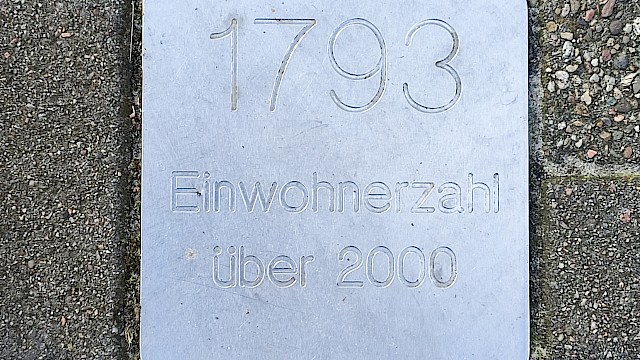 1793
Einwohnerzahl
über 2000